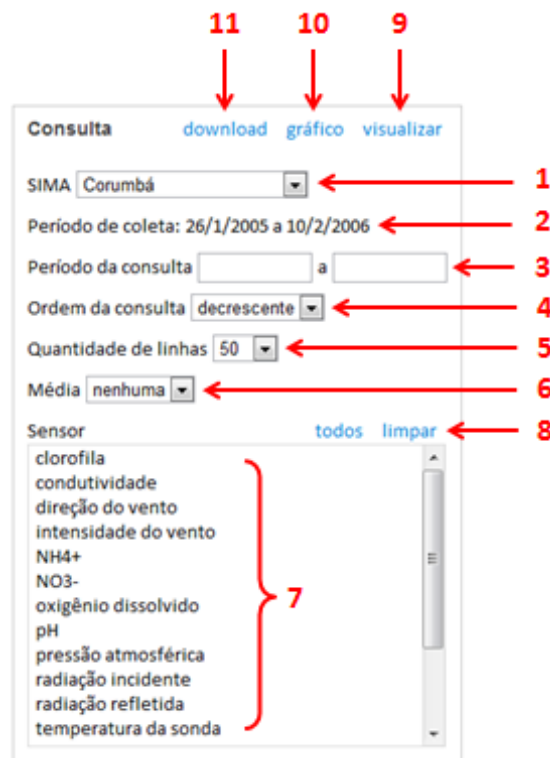 11 10 9
Consulta download gráfico visualizar
SIMA Corumbá 1
Período de coleta: 26/1/2005 a 10/2/2006 2
Período da consulta a 3
Ordem da consulta decrescente 4
Quantidade de linhas 50 5
Média nenhuma 6
Sensor todos limpar 8
clorofila
condutividade
direção do vento
intensidade do vento
NH4+
NO3-
oxigênio dissolvido 7
pH
pressão atmosférica
radiação incidente
radiação refletida
temperatura da sonda